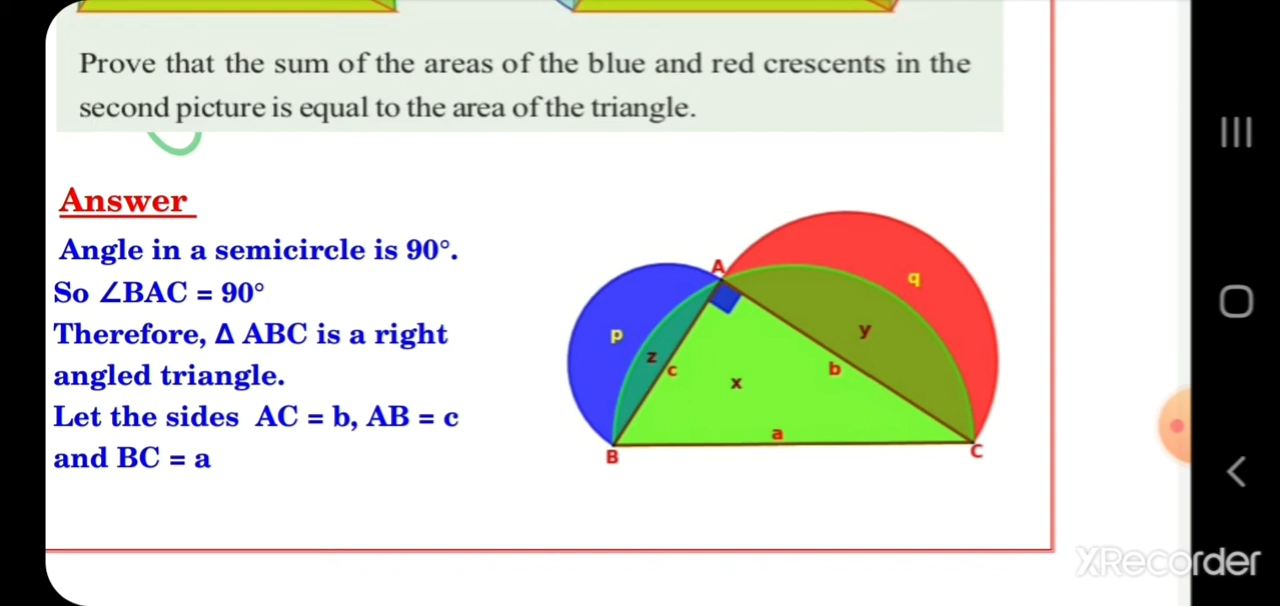 Prove that the sum of the areas of the blue and red crescents in the
second picture is equal to the area of the triangle.
Answer
Angle in a semicircle is 90°.
So ∠BAC = 90°
Therefore, Δ ABC is a right
angled triangle.
Let the sides AC = b, AB = c
and BC = a
A
q
p
y
z
c
b
x
a
B
C
XRecorder